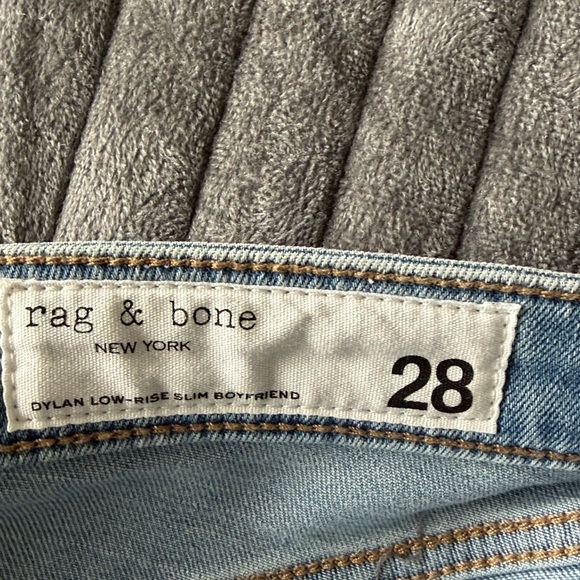 rag & bone
NEW YORK
DYLAN LOW-RISE SLIM BOYFRIEND
28